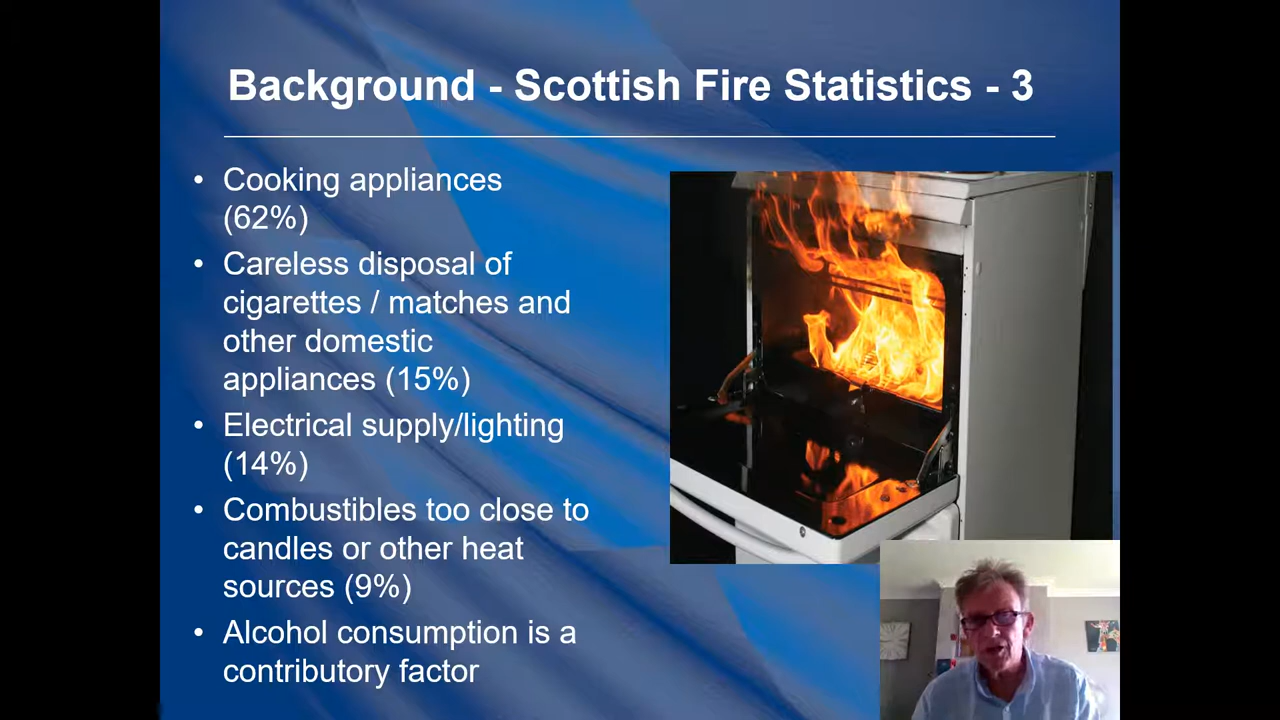 Background - Scottish Fire Statistics - 3
• Cooking appliances
(62%)
• Careless disposal of
cigarettes / matches and
other domestic
appliances (15%)
• Electrical supply/lighting
(14%)
• Combustibles too close to
candles or other heat
sources (9%)
• Alcohol consumption is a
contributory factor